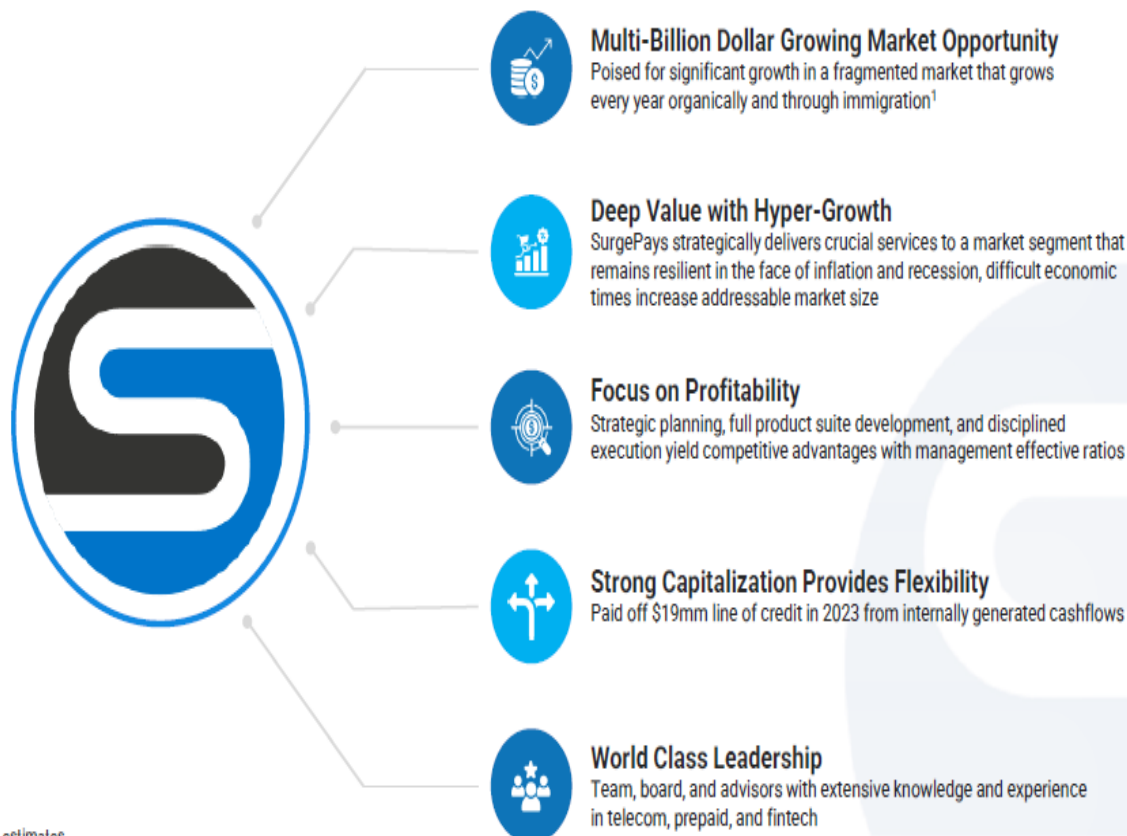 Multi-Billion Dollar Growing Market Opportunity
Poised for significant growth in a fragmented market that grows
every year organically and through immigration¹
Deep Value with Hyper-Growth
SurgePays strategically delivers crucial services to a market segment that
remains resilient in the face of inflation and recession, difficult economic
times increase addressable market size
Focus on Profitability
Strategic planning, full product suite development, and disciplined
execution yield competitive advantages with management effective ratios
Strong Capitalization Provides Flexibility
Paid off $19mm line of credit in 2023 from internally generated cashflows
World Class Leadership
Team, board, and advisors with extensive knowledge and experience
in telecom, prepaid, and fintech
estimates